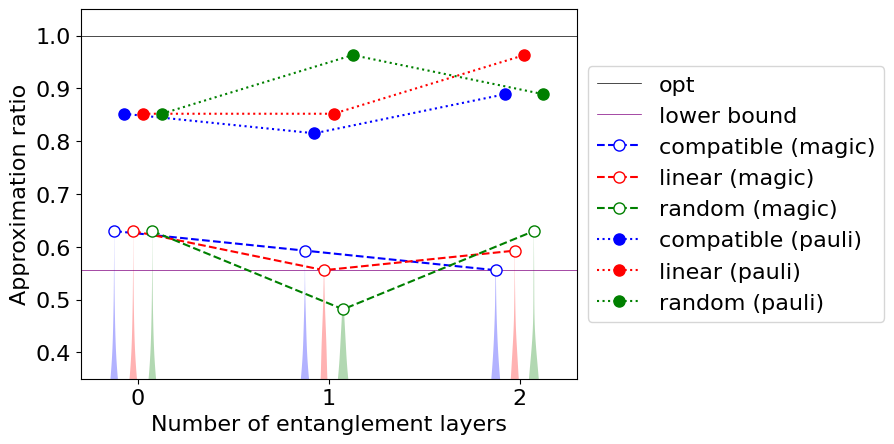 1.0
0.9
0.8
0.7
0.6
0.5
0.4
Approximation ratio
0 1 2
Number of entanglement layers
opt
lower bound
compatible (magic)
linear (magic)
random (magic)
compatible (pauli)
linear (pauli)
random (pauli)